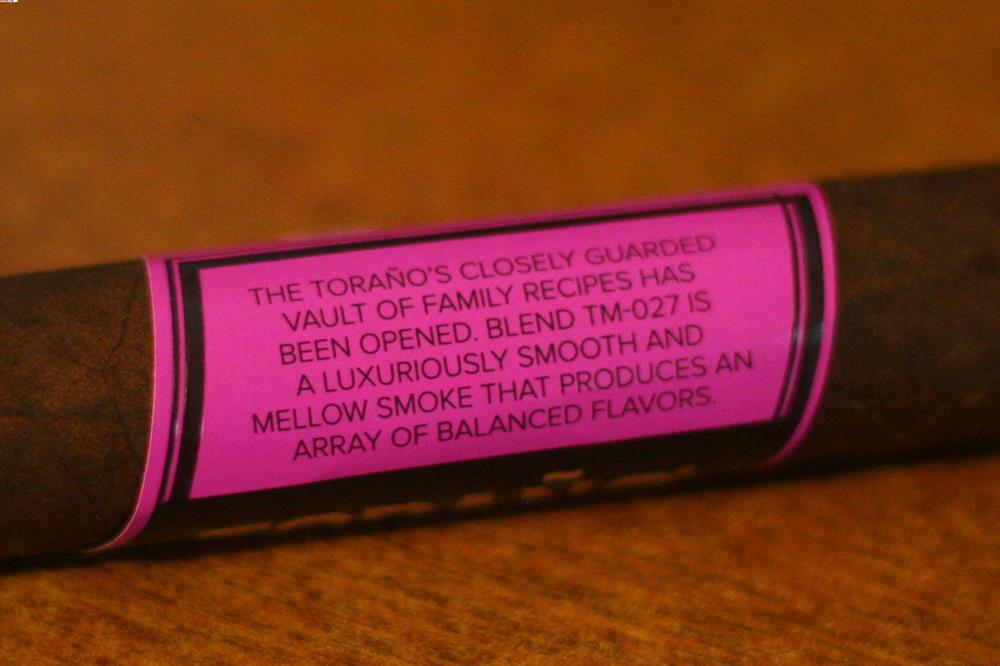 THE TORAÑO'S CLOSELY GUARDED
VAULT OF FAMILY RECIPES HAS
BEEN OPENED. BLEND TM-027 IS
A LUXURIOUSLY SMOOTH AND
MELLOW SMOKE THAT PRODUCES AN
ARRAY OF BALANCED FLAVORS.